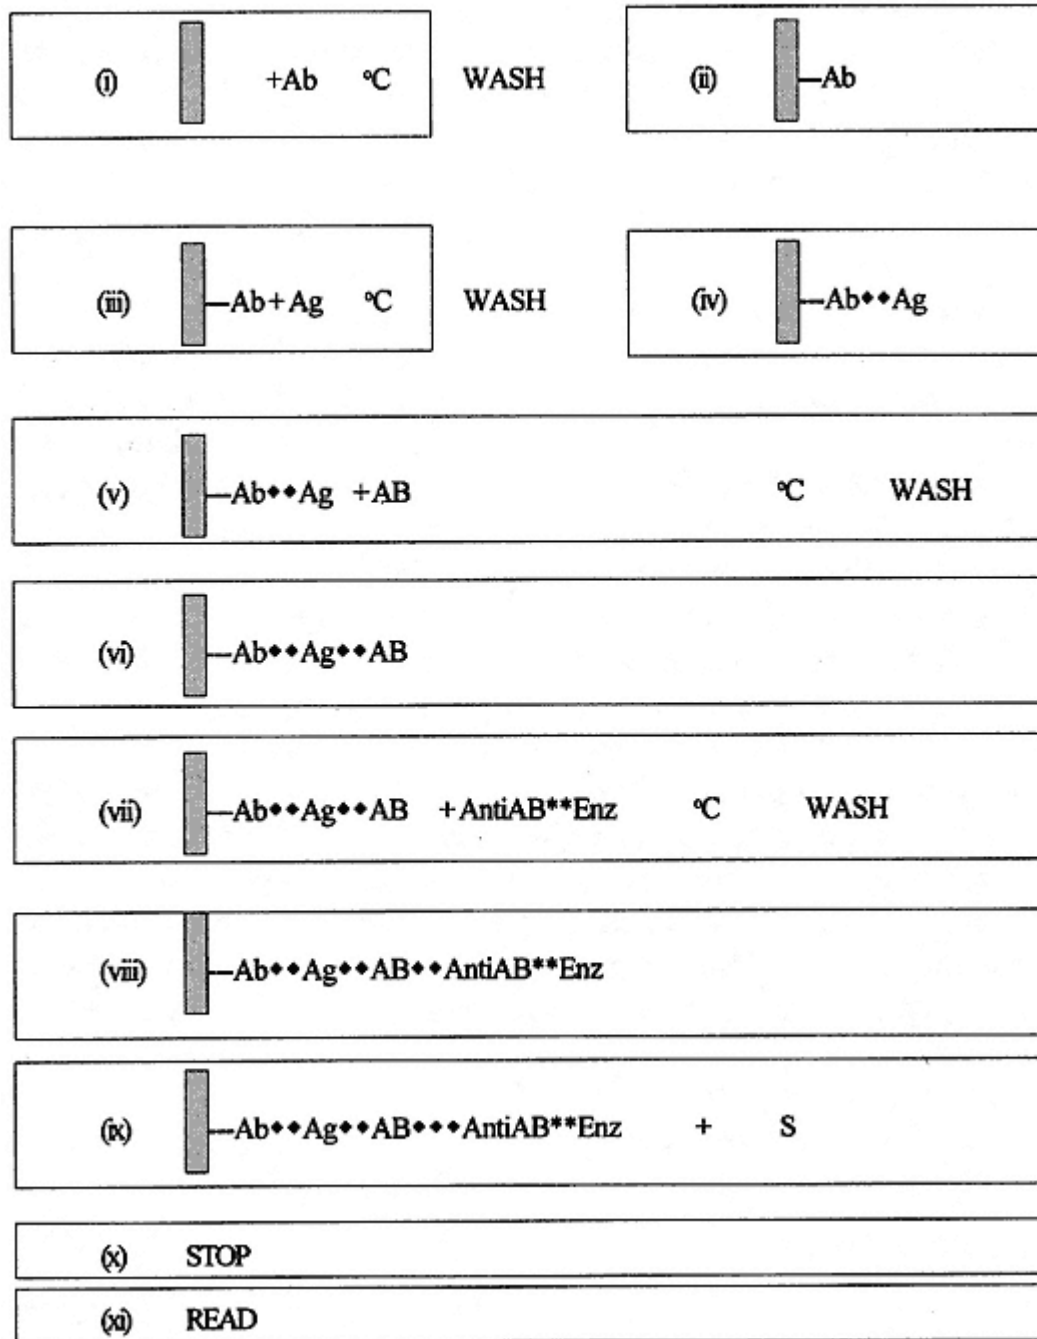 (i) +Ab °C WASH (ii) Ab
(iii) Ab+Ag °C WASH (iv) Ab◆◆Ag
(v) Ab◆◆Ag +AB °C WASH
(vi) Ab◆◆Ag◆◆AB
(vii) Ab◆◆Ag◆◆AB +AntiAB**Enz °C WASH
(viii) Ab◆◆Ag◆◆AB◆◆AntiAB**Enz
(ix) Ab◆◆Ag◆◆AB◆◆◆AntiAB**Enz + S
(x) STOP
(xi) READ